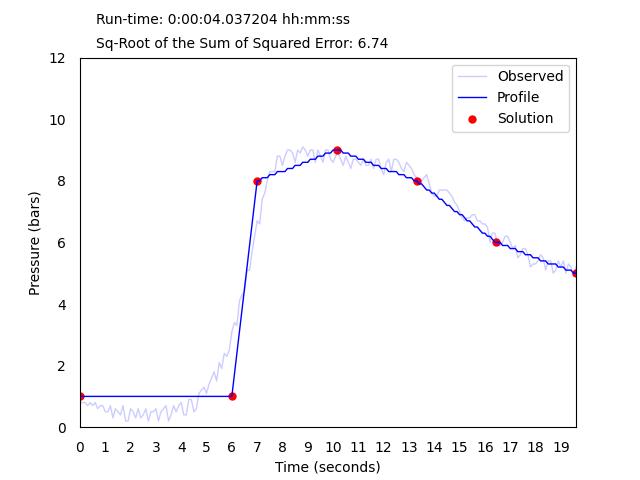 Run-time: 0:00:04.037204 hh:mm:ss
Sq-Root of the Sum of Squared Error: 6.74
12
10
8
6
4
2
0
Pressure (bars)
Observed
Profile
Solution
0 1 2 3 4 5 6 7 8 9 10 11 12 13 14 15 16 17 18 19
Time (seconds)